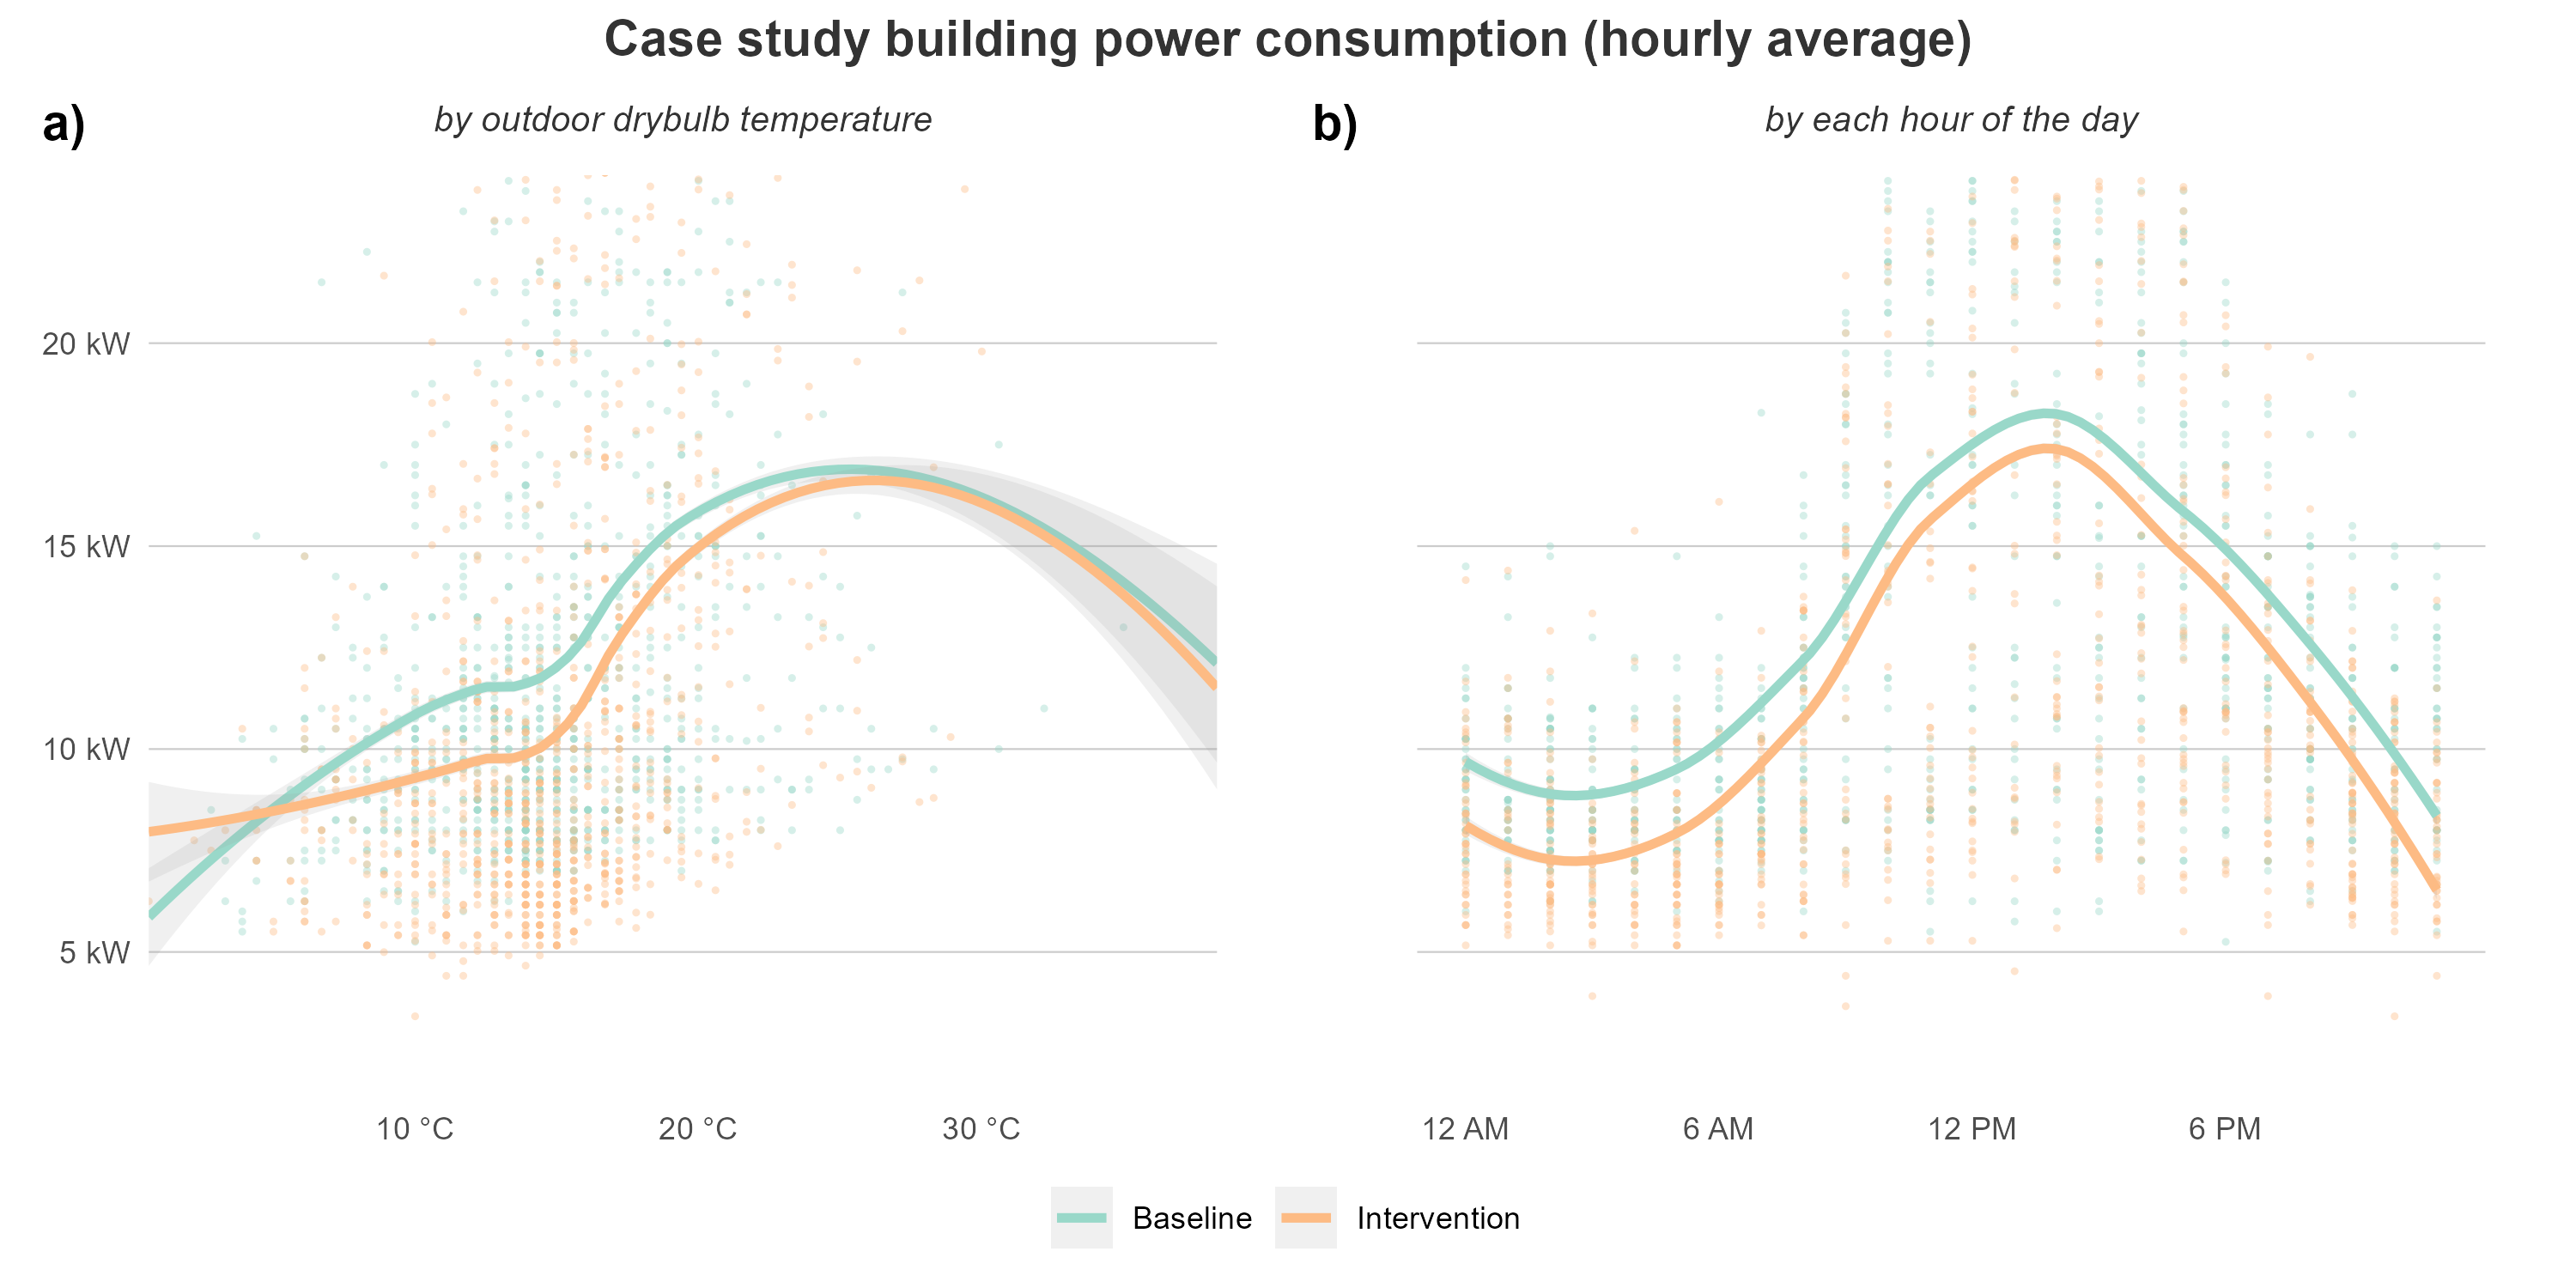 Case study building power consumption (hourly average)
a)
by outdoor drybulb temperature
b)
by each hour of the day
20 kW
15 kW
10 kW
5 kW
10 °C
20 °C
30 °C
12 AM
6 AM
12 PM
6 PM
Baseline
Intervention